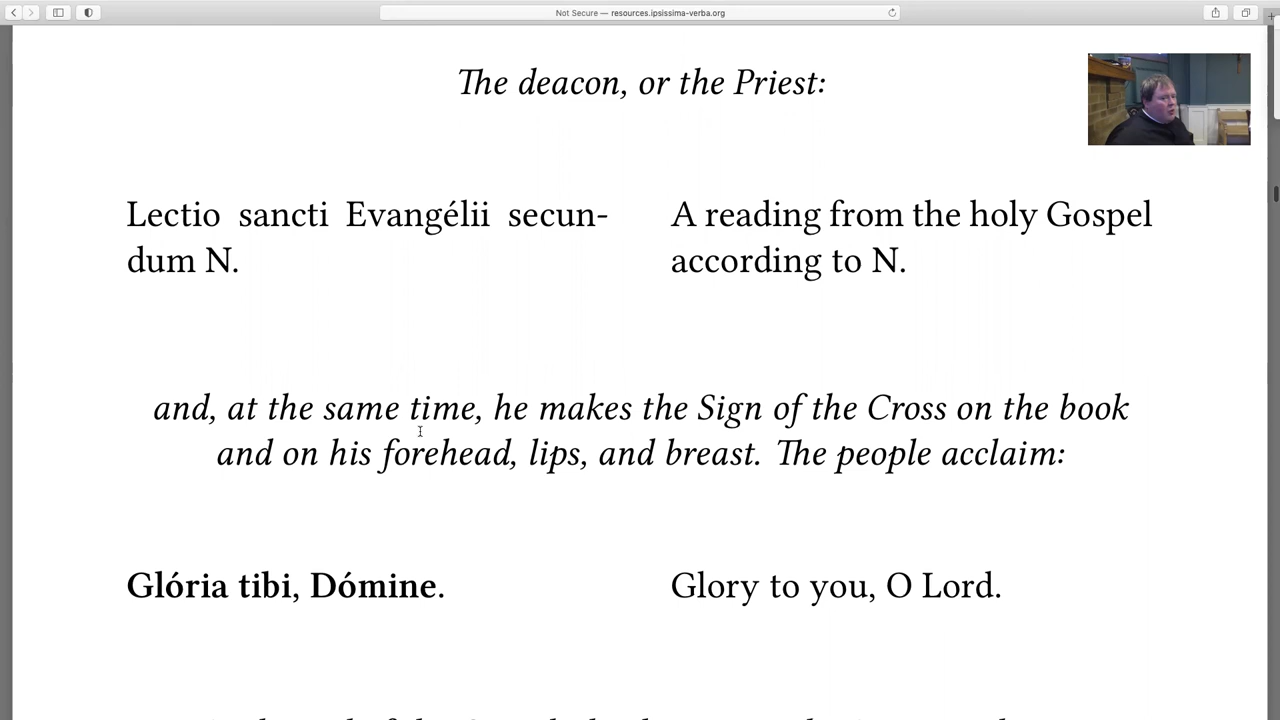 Not Secure — resources.ipsissima-verba.org
The deacon, or the Priest:
Lectio sancti Evangélii secun-
dum N.
A reading from the holy Gospel
according to N.
and, at the same time, he makes the Sign of the Cross on the book
and on his forehead, lips, and breast. The people acclaim:
Glória tibi, Dómine.
Glory to you, O Lord.